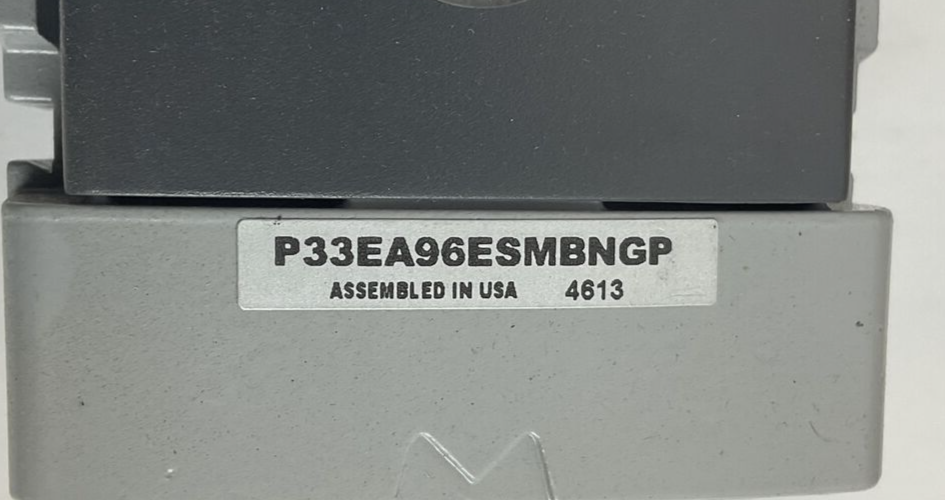 P33EA96ESMBNGP
ASSEMBLED IN USA 4613